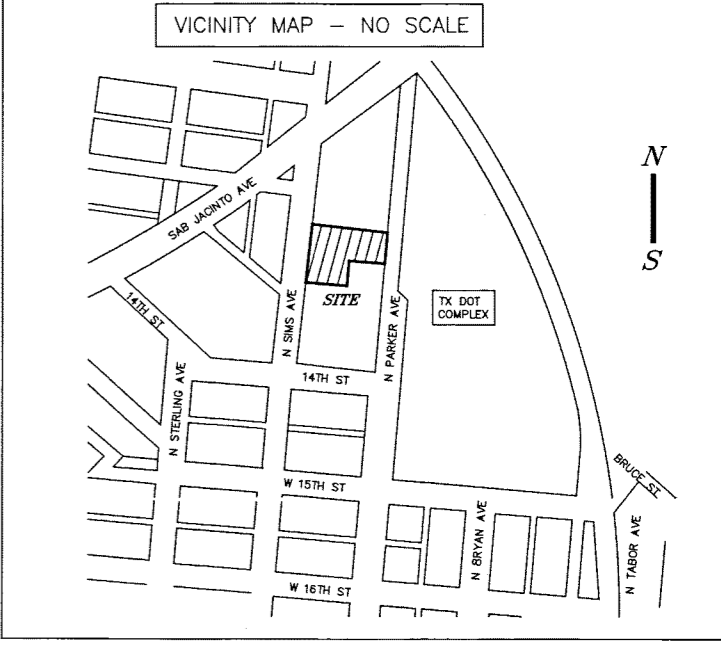 VICINITY MAP - NO SCALE
N
S
SAB JACINTO AVE
14TH ST
SITE
N SIMS AVE
TX DOT
COMPLEX
N PARKER AVE
14TH ST
N STERLING AVE
W 15TH ST
BRUCE ST
N BRYAN AVE
N TABOR AVE
W 16TH ST